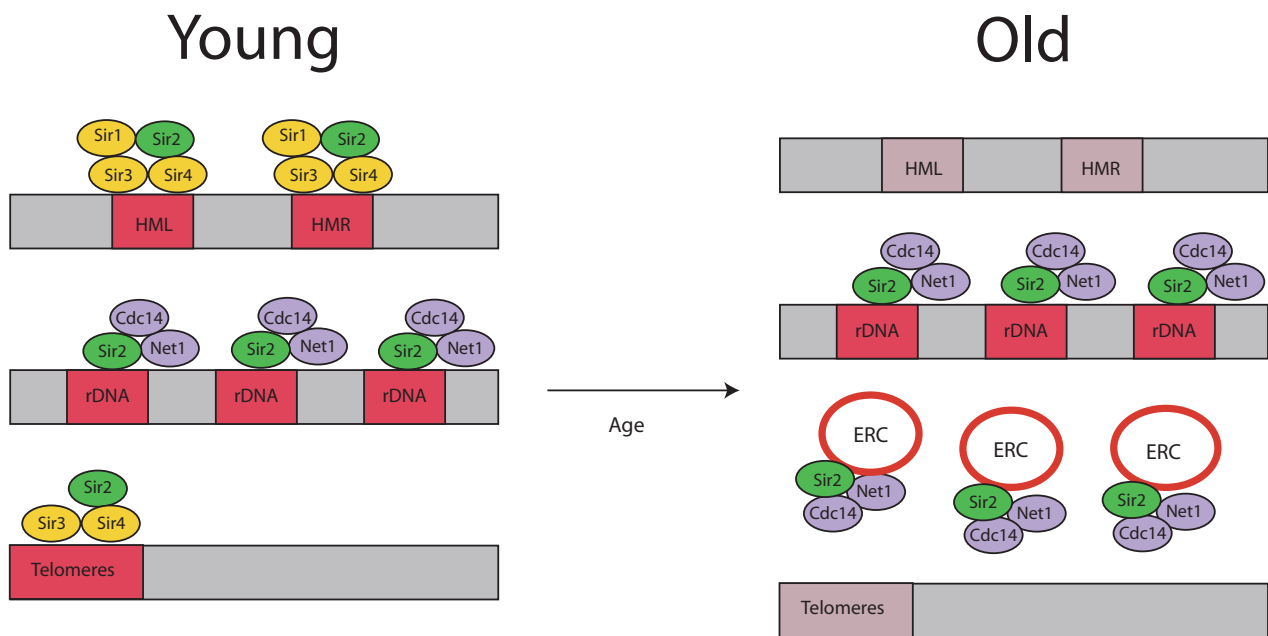 Young
Old
Sir1 Sir2 Sir1 Sir2
Sir3 Sir4 Sir3 Sir4
HML HMR
Cdc14 Cdc14 Cdc14
Sir2 Net1 Sir2 Net1 Sir2 Net1
rDNA rDNA rDNA
Sir2
Sir3 Sir4
Telomeres
Age
HML HMR
Cdc14 Cdc14 Cdc14
Sir2 Net1 Sir2 Net1 Sir2 Net1
rDNA rDNA rDNA
ERC ERC ERC
Sir2 Net1 Sir2 Net1 Sir2 Net1
Cdc14 Cdc14 Cdc14
Telomeres